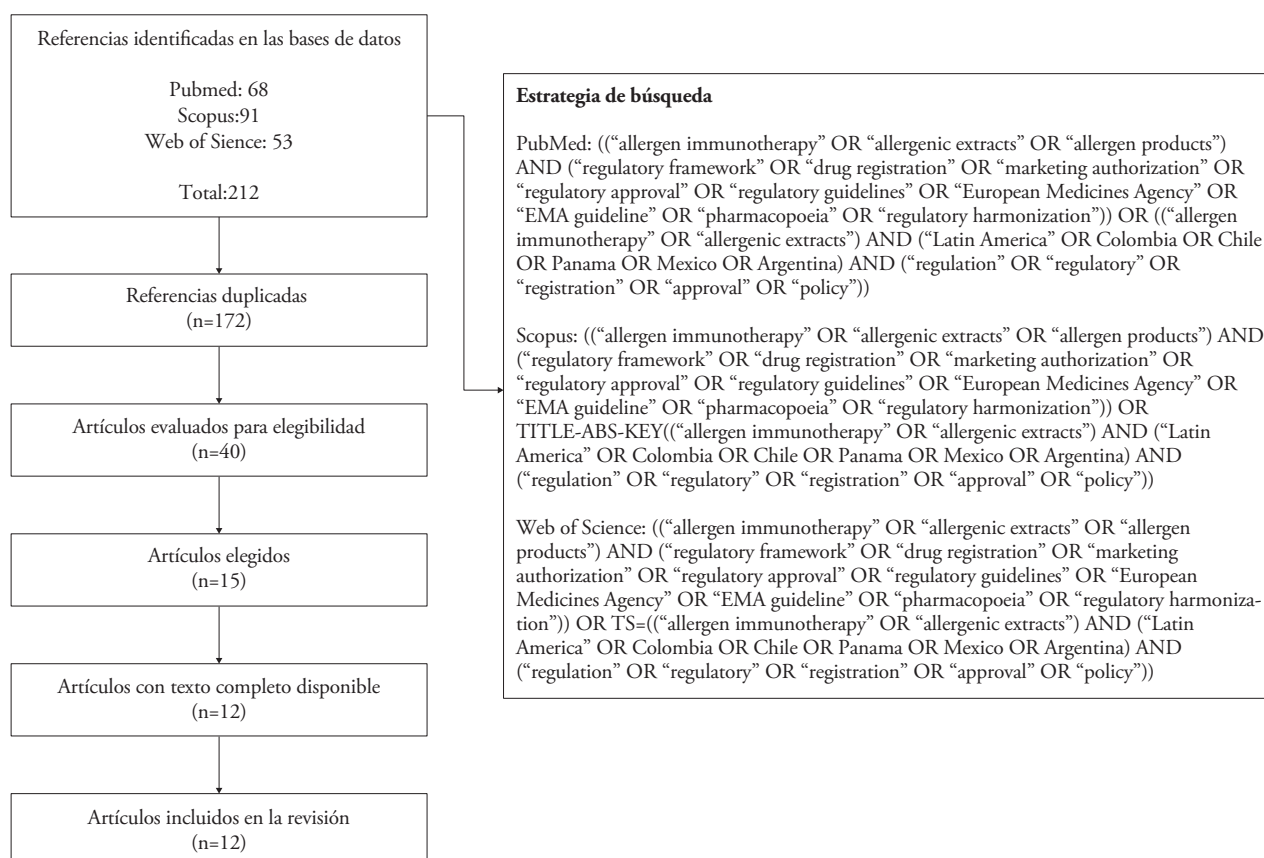 Referencias identificadas en las bases de datos
Pubmed: 68
Scopus:91
Web of Sience: 53
Total:212
Referencias duplicadas
(n=172)
Artículos evaluados para elegibilidad
(n=40)
Artículos elegidos
(n=15)
Artículos con texto completo disponible
(n=12)
Artículos incluidos en la revisión
(n=12)
Estrategia de búsqueda
PubMed: ((“allergen immunotherapy” OR “allergenic extracts” OR “allergen products”)
AND (“regulatory framework” OR “drug registration” OR “marketing authorization” OR
“regulatory approval” OR “regulatory guidelines” OR “European Medicines Agency” OR
“EMA guideline” OR “pharmacopoeia” OR “regulatory harmonization”)) OR ((“allergen
immunotherapy” OR “allergenic extracts”) AND (“Latin America” OR Colombia OR Chile
OR Panama OR Mexico OR Argentina) AND (“regulation” OR “regulatory” OR
“registration” OR “approval” OR “policy”))
Scopus: ((“allergen immunotherapy” OR “allergenic extracts” OR “allergen products”) AND
(“regulatory framework” OR “drug registration” OR “marketing authorization” OR
“regulatory approval” OR “regulatory guidelines” OR “European Medicines Agency” OR
“EMA guideline” OR “pharmacopoeia” OR “regulatory harmonization”)) OR
TITLE-ABS-KEY((“allergen immunotherapy” OR “allergenic extracts”) AND (“Latin
America” OR Colombia OR Chile OR Panama OR Mexico OR Argentina) AND
(“regulation” OR “regulatory” OR “registration” OR “approval” OR “policy”))
Web of Science: ((“allergen immunotherapy” OR “allergenic extracts” OR “allergen
products”) AND (“regulatory framework” OR “drug registration” OR “marketing
authorization” OR “regulatory approval” OR “regulatory guidelines” OR “European
Medicines Agency” OR “EMA guideline” OR “pharmacopoeia” OR “regulatory harmoniza-
tion”)) OR TS=((“allergen immunotherapy” OR “allergenic extracts”) AND (“Latin
America” OR Colombia OR Chile OR Panama OR Mexico OR Argentina) AND
(“regulation” OR “regulatory” OR “registration” OR “approval” OR “policy”))